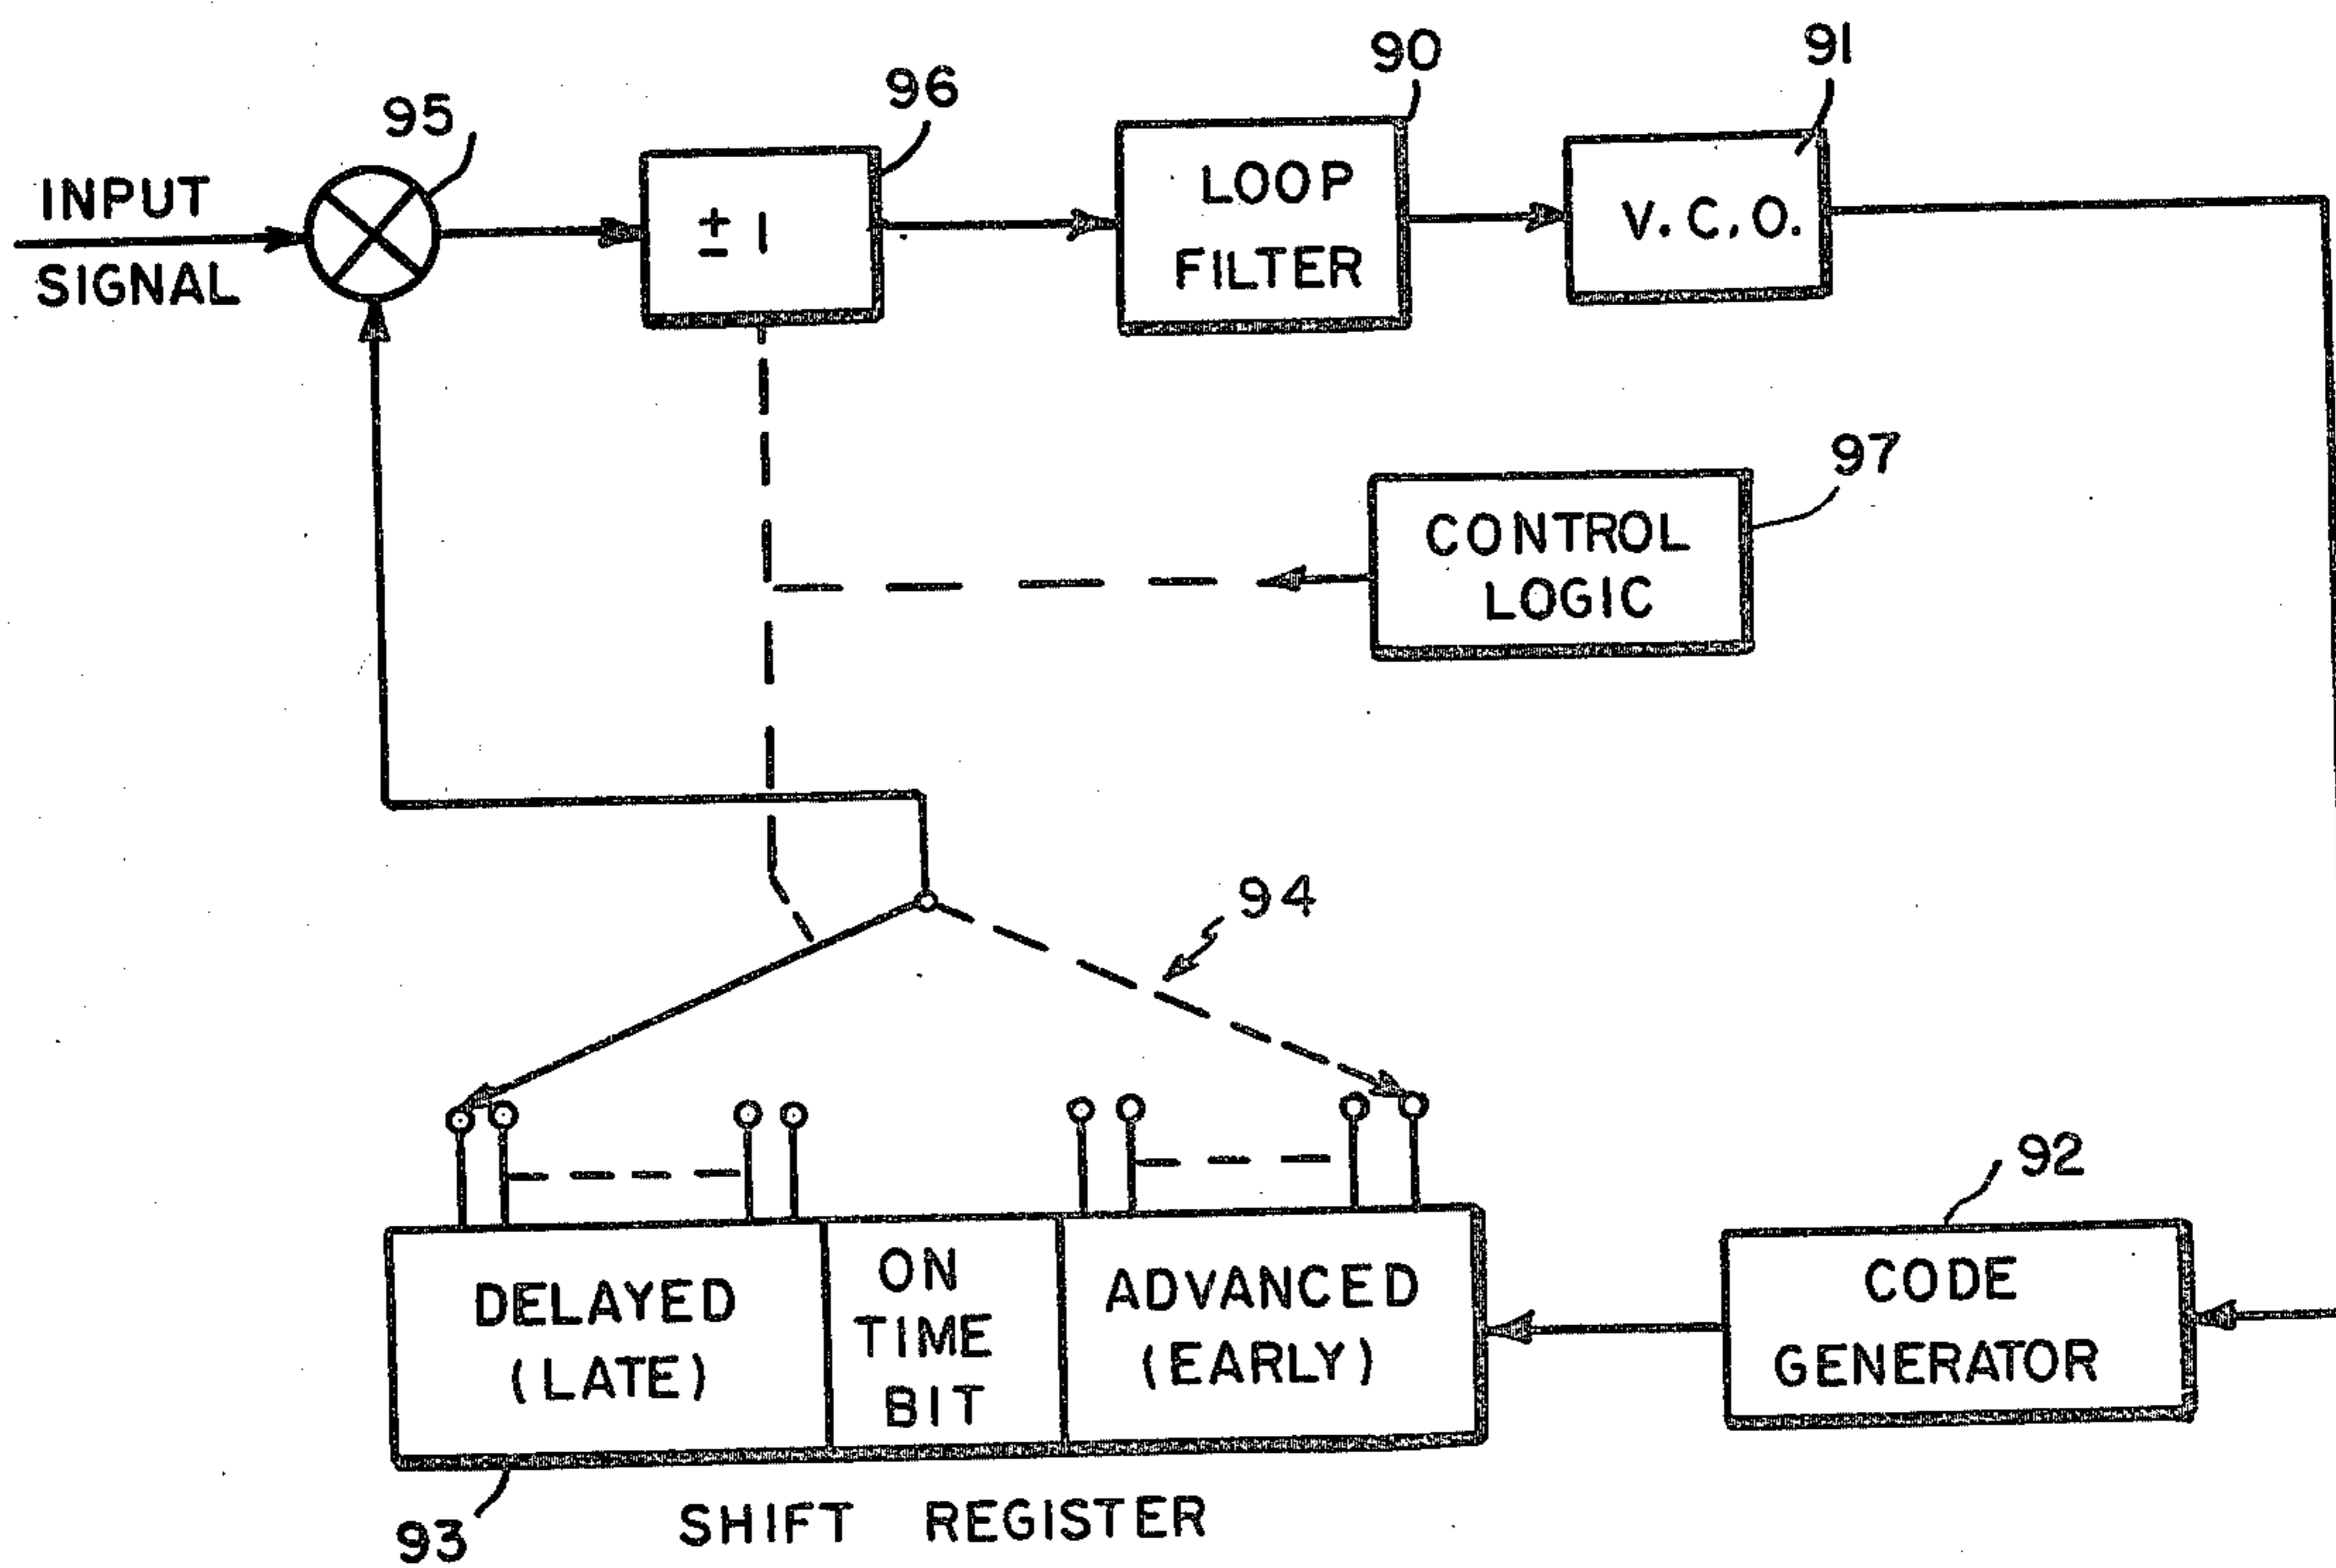 90
91
96
95
INPUT
SIGNAL
± 1
LOOP
FILTER
V.C.O.
97
CONTROL
LOGIC
94
92
DELAYED
(LATE)
ON
TIME
BIT
ADVANCED
(EARLY)
CODE
GENERATOR
93
SHIFT REGISTER